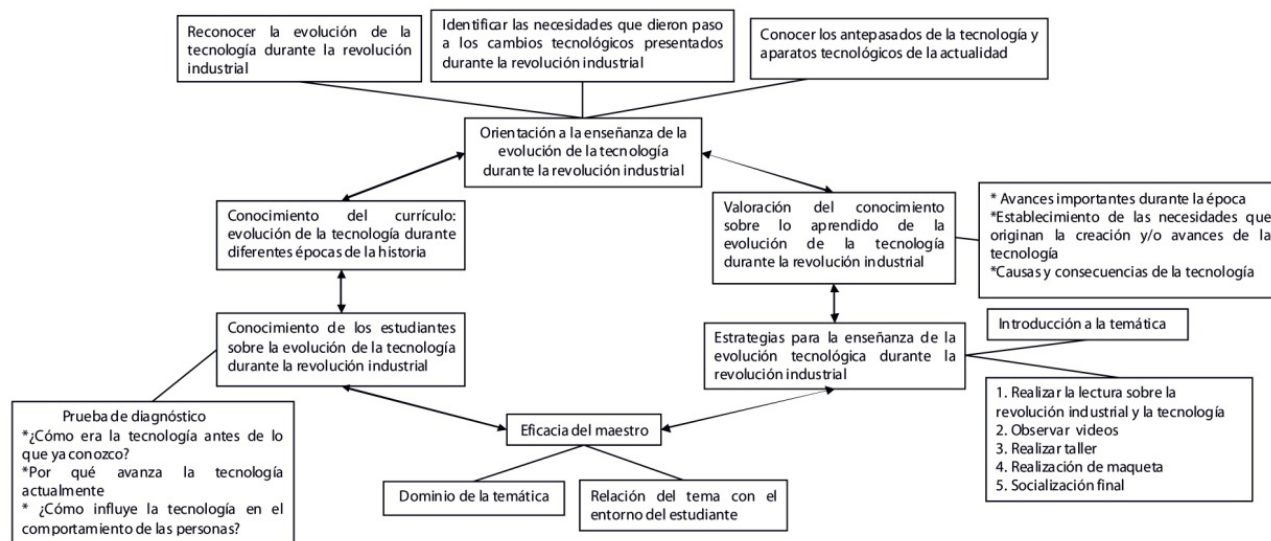 Reconocer la evolución de la
tecnología durante la revolución
industrial
Identificar las necesidades que dieron paso
a los cambios tecnológicos presentados
durante la revolución industrial
Conocer los antepasados de la tecnología y
aparatos tecnológicos de la actualidad
Orientación a la enseñanza de la
evolución de la tecnología
durante la revolución industrial
Conocimiento del currículo:
evolución de la tecnología durante
diferentes épocas de la historia
Valoración del conocimiento
sobre lo aprendido de la
evolución de la tecnología
durante la revolución industrial
* Avances importantes durante la época
*Establecimiento de las necesidades que
originan la creación y/o avances de la
tecnología
*Causas y consecuencias de la tecnología
Conocimiento de los estudiantes
sobre la evolución de la tecnología
durante la revolución industrial
Estrategias para la enseñanza de la
evolución tecnológica durante la
revolución industrial
Introducción a la temática
Prueba de diagnóstico
*¿Cómo era la tecnología antes de lo
que ya conozco?
*Por qué avanza la tecnología
actualmente
* ¿Cómo influye la tecnología en el
comportamiento de las personas?
Eficacia del maestro
1. Realizar la lectura sobre la
revolución industrial y la tecnología
2. Observar videos
3. Realizar taller
4. Realización de maqueta
5. Socialización final
Dominio de la temática
Relación del tema con el
entorno del estudiante